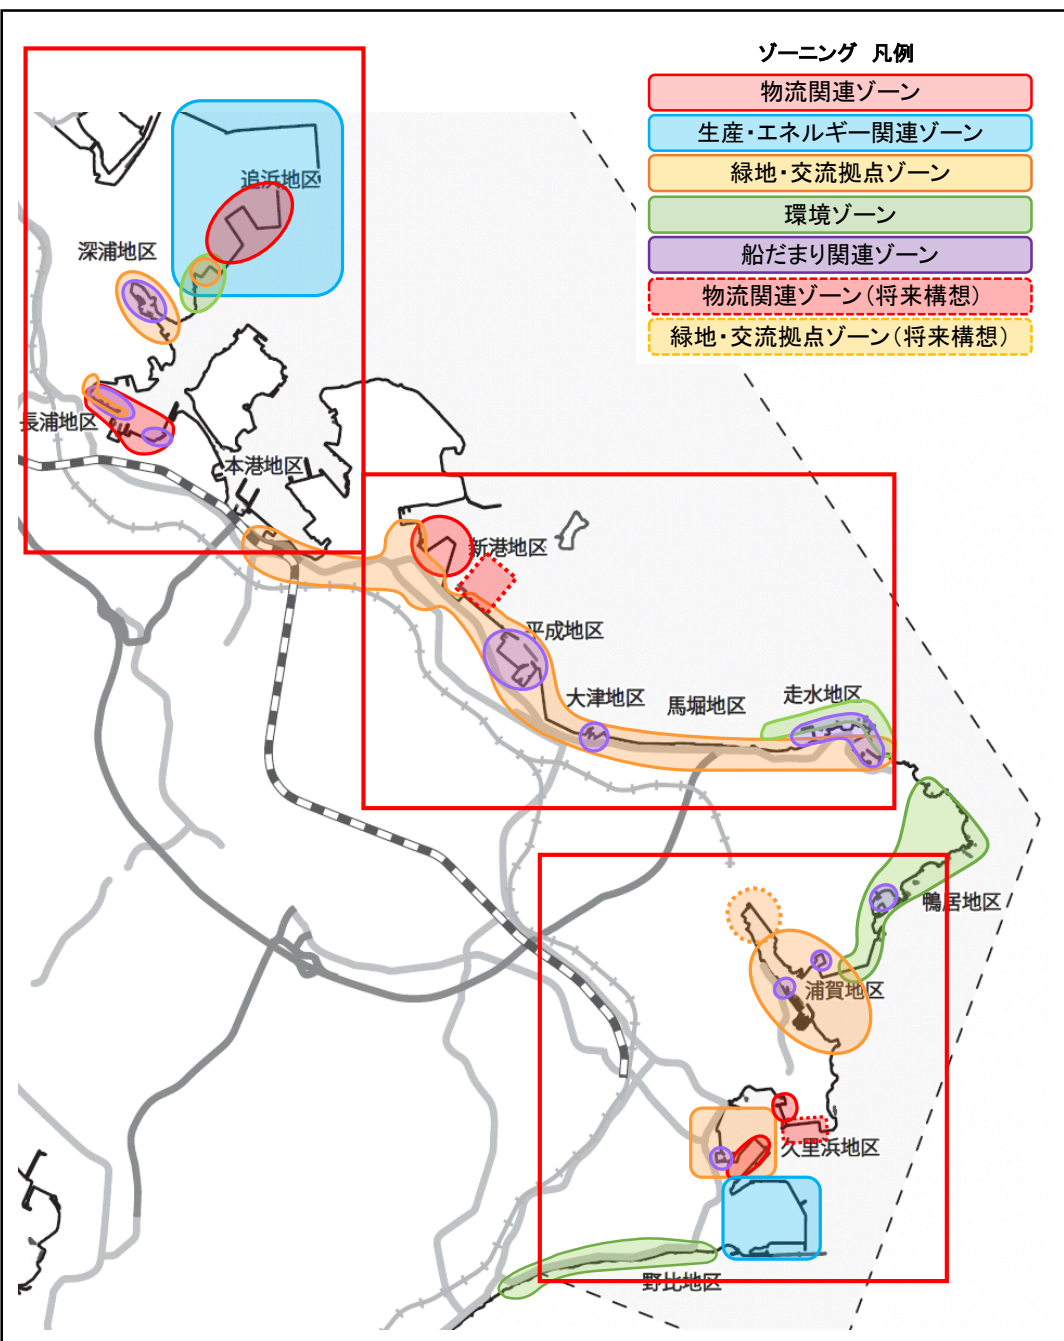 ゾーニング 凡例
物流関連ゾーン
生産・エネルギー関連ゾーン
緑地・交流拠点ゾーン
環境ゾーン
船だまり関連ゾーン
物流関連ゾーン(将来構想)
緑地・交流拠点ゾーン(将来構想)
追浜地区
深浦地区
長浦地区
本港地区
新港地区
平成地区
大津地区
馬堀地区
走水地区
鴨居地区
浦賀地区
久里浜地区
野比地区